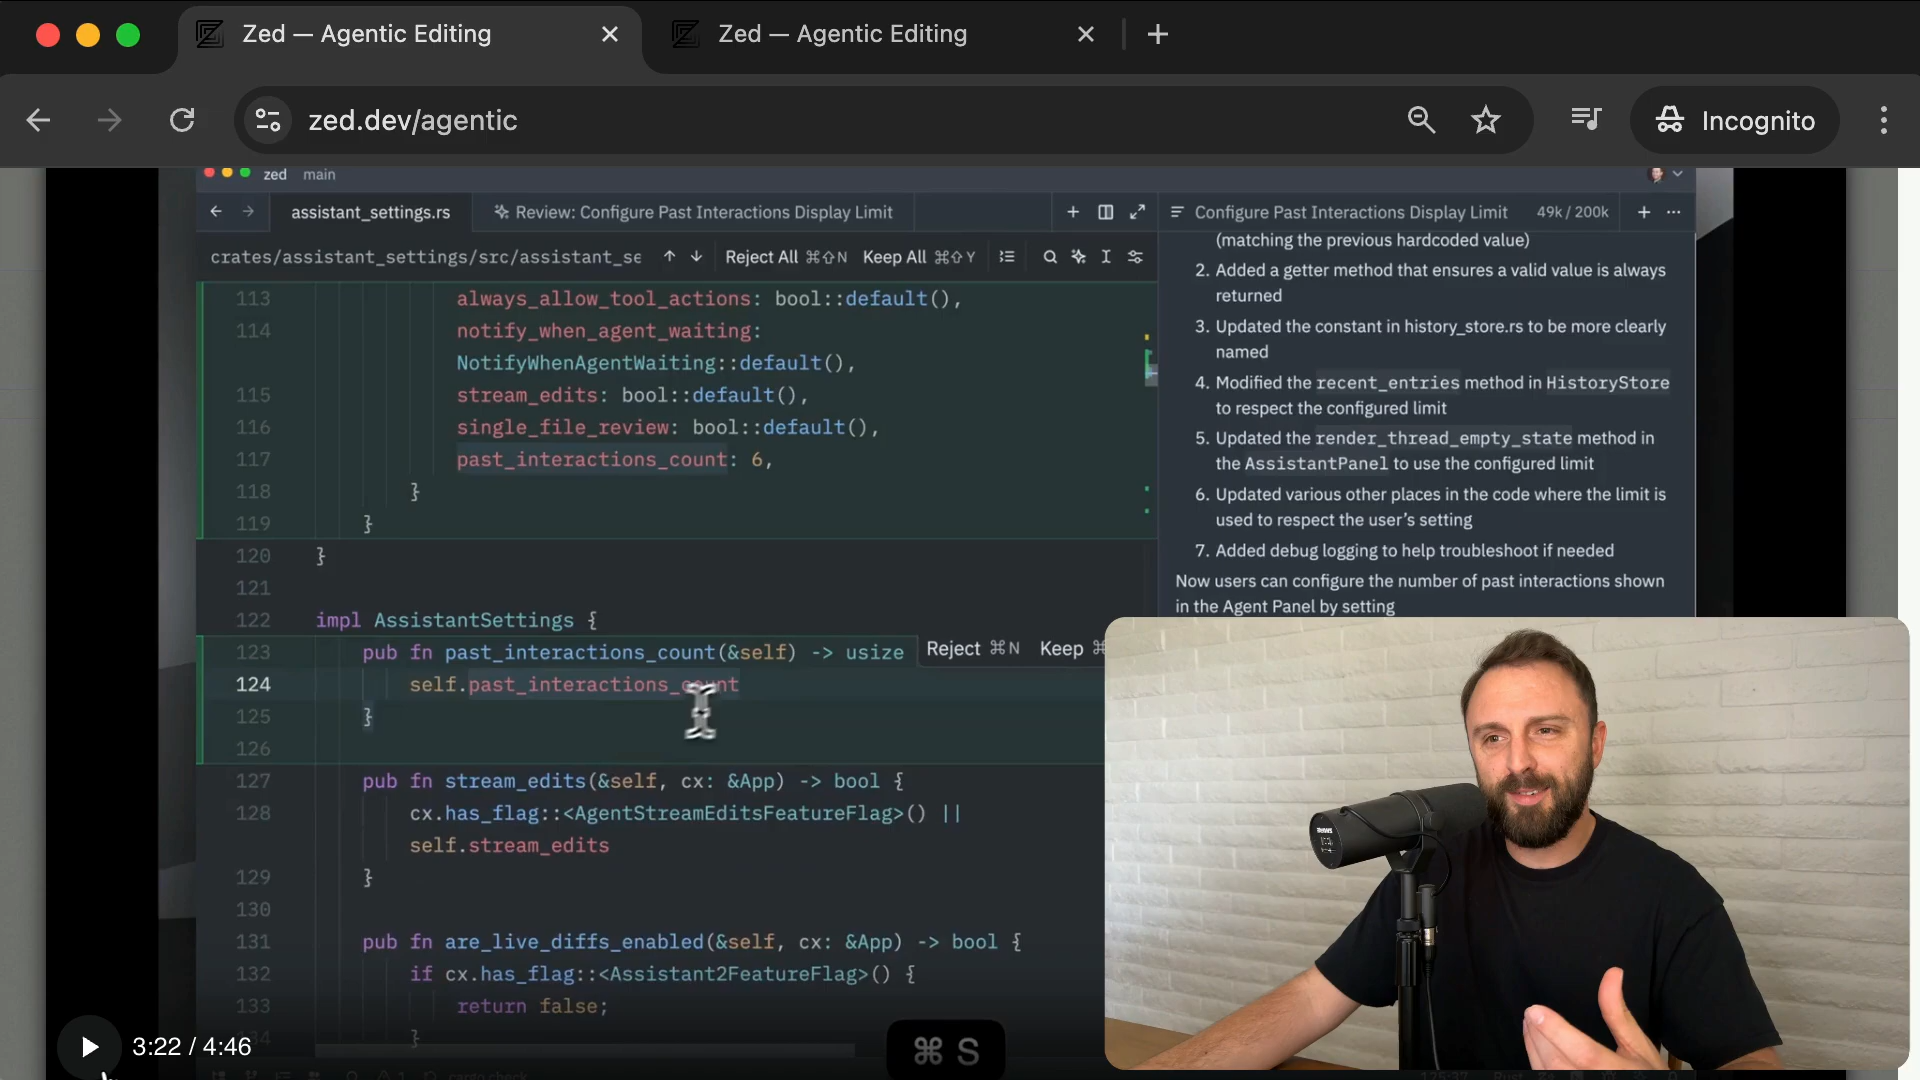 Zed — Agentic Editing
Zed — Agentic Editing
zed.dev/agentic
Incognito
zed main
assistant_settings.rs
Review: Configure Past Interactions Display Limit
Configure Past Interactions Display Limit 49k / 200k
crates/assistant_settings/src/assistant_se
Reject All ⌘⇧N Keep All ⌘⇧Y
113 always_allow_tool_actions: bool::default(),
114 notify_when_agent_waiting:
NotifyWhenAgentWaiting::default(),
115 stream_edits: bool::default(),
116 single_file_review: bool::default(),
117 past_interactions_count: 6,
118 }
119 }
120 }
121
122 impl AssistantSettings {
123 pub fn past_interactions_count(&self) -> usize
Reject ⌘N Keep ⌘
124 self.past_interactions_count
125 }
126
127 pub fn stream_edits(&self, cx: &App) -> bool {
128 cx.has_flag::<AgentStreamEditsFeatureFlag>() ||
self.stream_edits
129 }
130
131 pub fn are_live_diffs_enabled(&self, cx: &App) -> bool {
132 if cx.has_flag::<Assistant2FeatureFlag>() {
133 return false;
134 }
(matching the previous hardcoded value)
2. Added a getter method that ensures a valid value is always
returned
3. Updated the constant in history_store.rs to be more clearly
named
4. Modified the recent_entries method in HistoryStore
to respect the configured limit
5. Updated the render_thread_empty_state method in
the AssistantPanel to use the configured limit
6. Updated various other places in the code where the limit is
used to respect the user's setting
7. Added debug logging to help troubleshoot if needed
Now users can configure the number of past interactions shown
in the Agent Panel by setting
3:22 / 4:46
⌘ S
cargo check